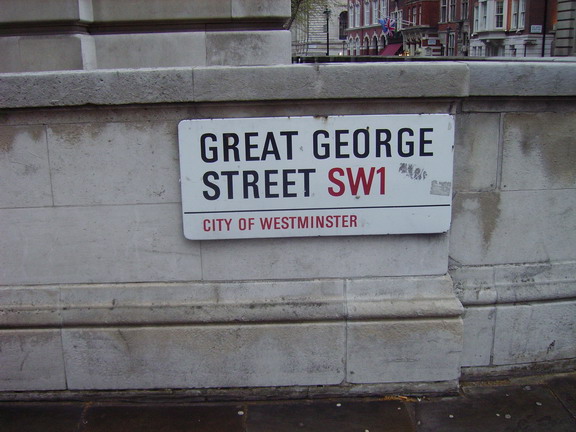 GREAT GEORGE
STREET SW1
CITY OF WESTMINSTER